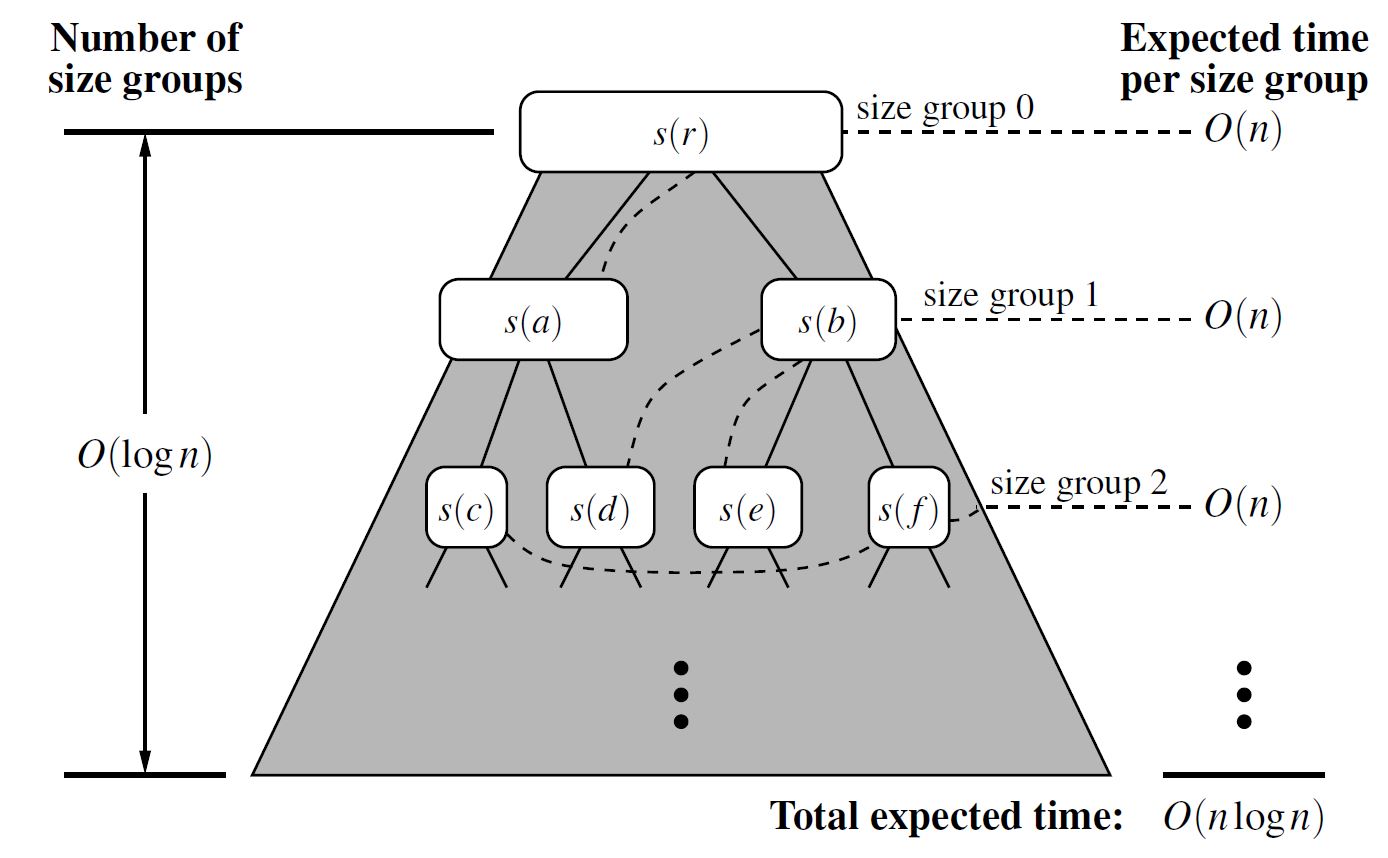 Number of
size groups
Expected time
per size group
s(r)
size group 0
O(n)
s(a)
s(b)
size group 1
O(n)
O(log n)
s(c)
s(d)
s(e)
s(f)
size group 2
O(n)
Total expected time:
O(n log n)